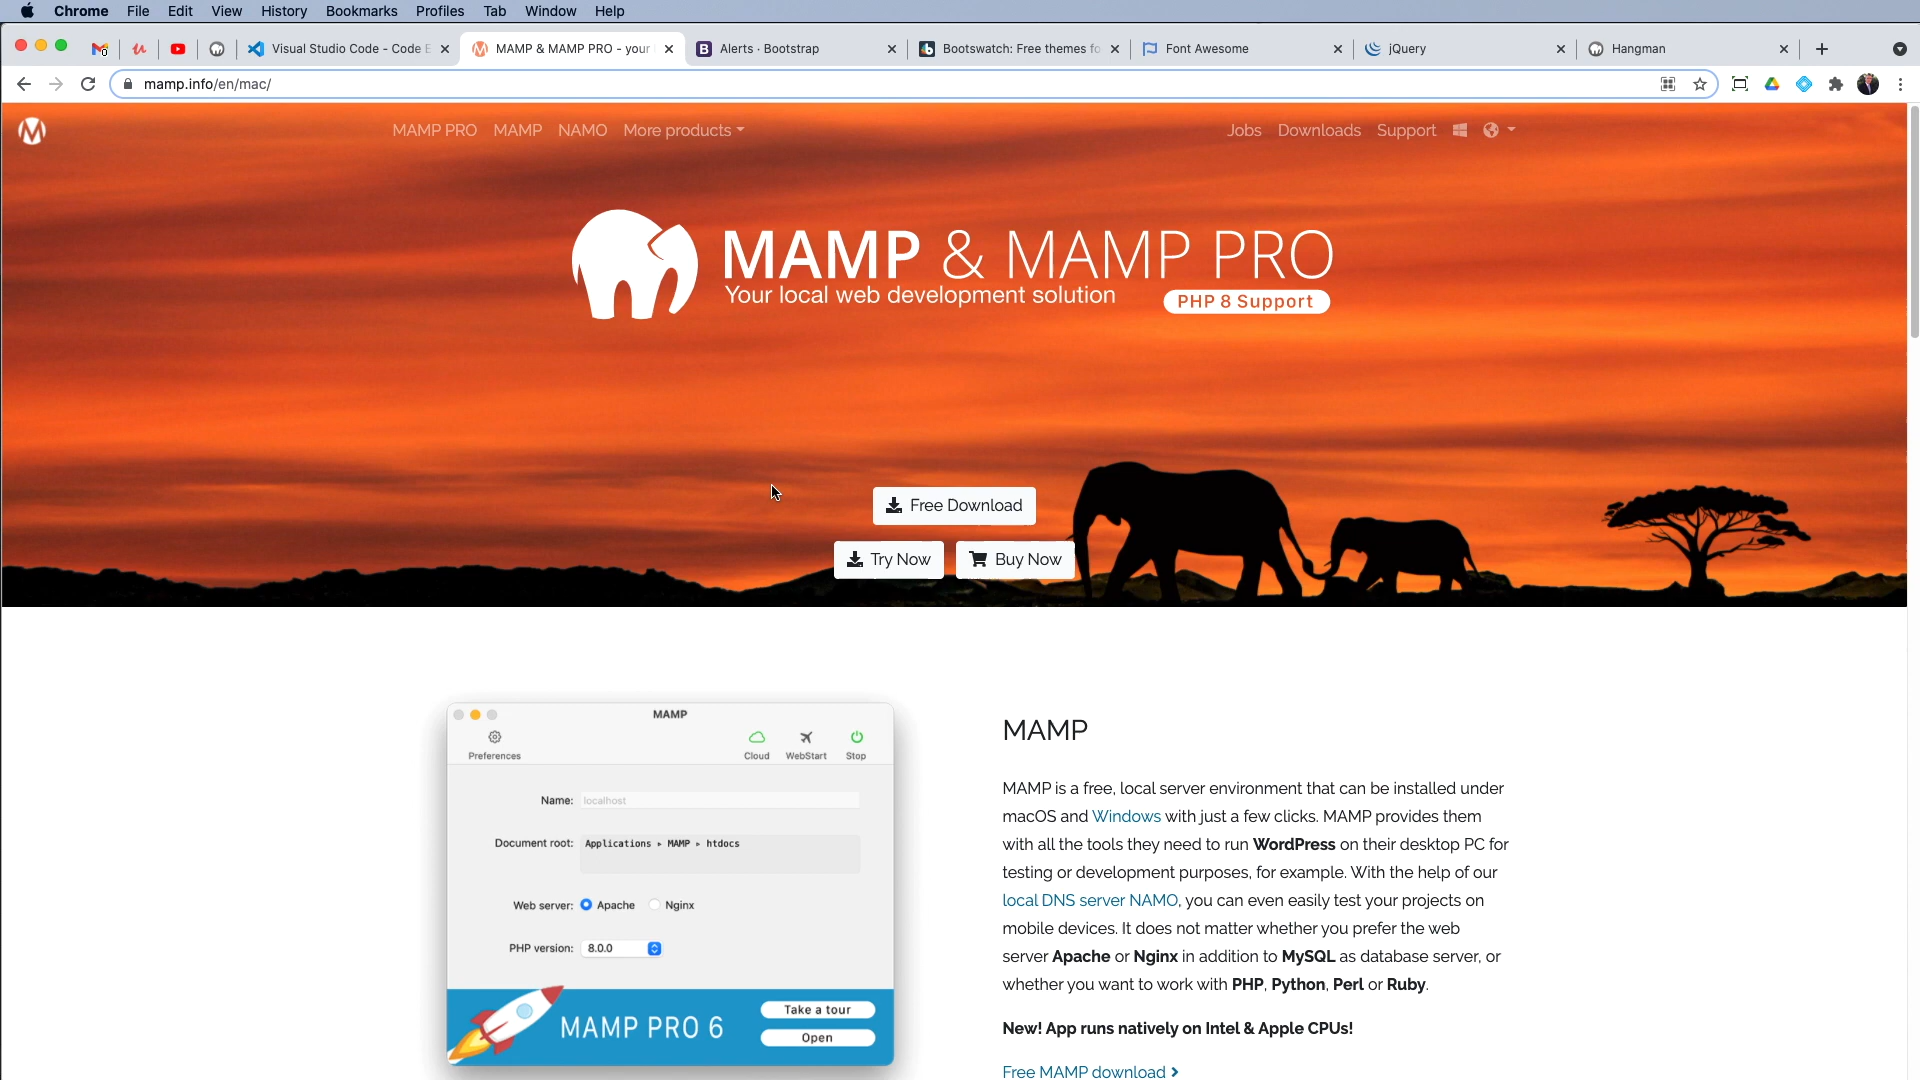 Chrome File Edit View History Bookmarks Profiles Tab Window Help
Visual Studio Code - Code E
MAMP & MAMP PRO - your
Alerts · Bootstrap
Bootswatch: Free themes fo
Font Awesome
jQuery
Hangman
mamp.info/en/mac/
MAMP PRO MAMP NAMO More products
Jobs Downloads Support
MAMP & MAMP PRO
Your local web development solution
PHP 8 Support
Free Download
Try Now
Buy Now
MAMP
Preferences
Cloud
WebStart
Stop
Name: localhost
Document root: Applications ▸ MAMP ▸ htdocs
Web server: Apache Nginx
PHP version: 8.0.0
MAMP PRO 6
Take a tour
Open
MAMP
MAMP is a free, local server environment that can be installed under
macOS and Windows with just a few clicks. MAMP provides them
with all the tools they need to run WordPress on their desktop PC for
testing or development purposes, for example. With the help of our
local DNS server NAMO, you can even easily test your projects on
mobile devices. It does not matter whether you prefer the web
server Apache or Nginx in addition to MySQL as database server, or
whether you want to work with PHP, Python, Perl or Ruby.
New! App runs natively on Intel & Apple CPUs!
Free MAMP download